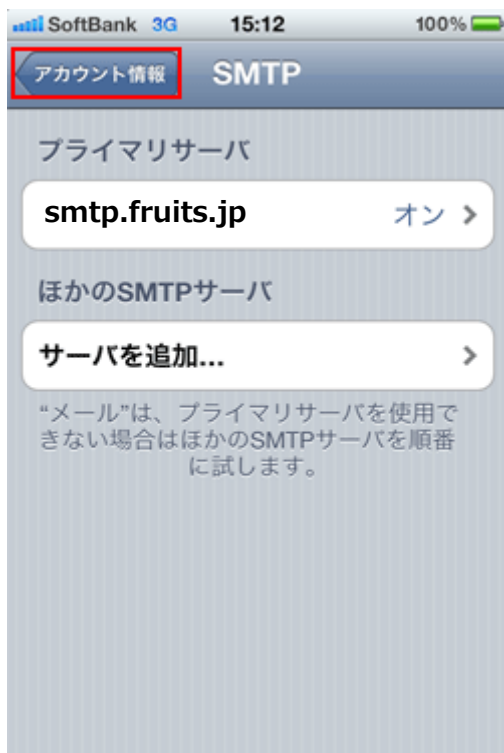 SoftBank 3G 15:12 100%
アカウント情報 SMTP
プライマリサーバ
smtp.fruits.jp オン
ほかのSMTPサーバ
サーバを追加...
“メール”は、プライマリサーバを使用で
きない場合はほかのSMTPサーバを順番
に試します。